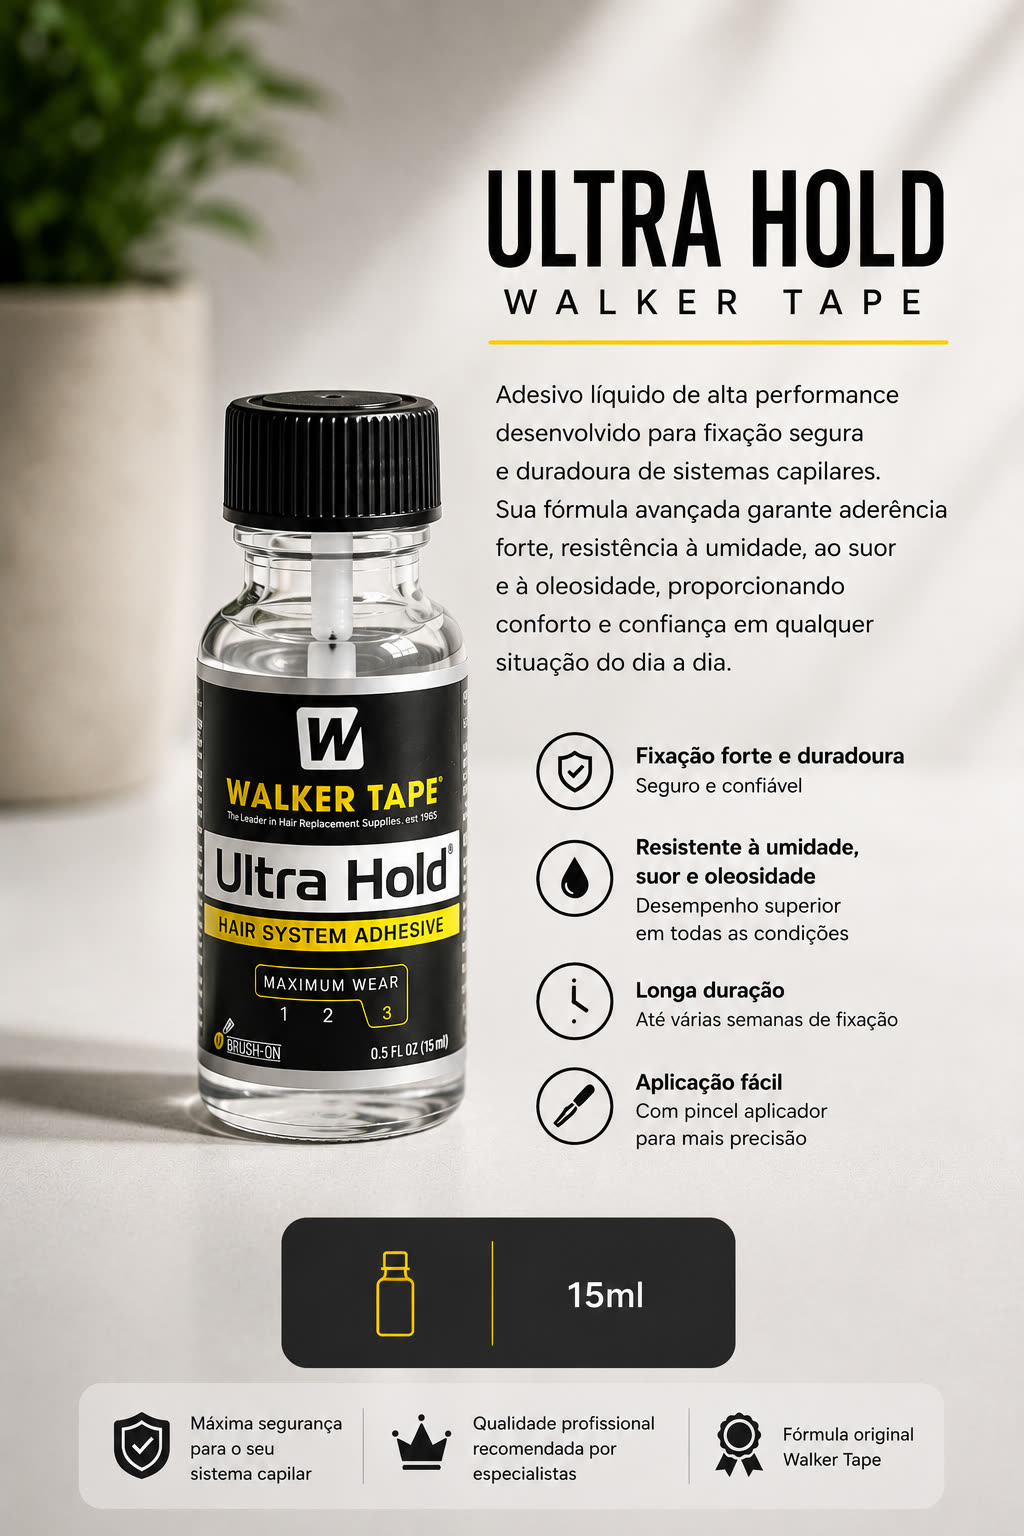 ULTRA HOLD
WALKER TAPE
Adesivo líquido de alta performance
desenvolvido para fixação segura
e duradoura de sistemas capilares.
Sua fórmula avançada garante aderência
forte, resistência à umidade, ao suor
e à oleosidade, proporcionando
conforto e confiança em qualquer
situação do dia a dia.
W
WALKER TAPE®
The Leader in Hair Replacement Supplies. est 1965
Ultra Hold®
HAIR SYSTEM ADHESIVE
MAXIMUM WEAR
1 2 3
BRUSH-ON
0.5 FL OZ (15 ml)
Fixação forte e duradoura
Seguro e confiável
Resistente à umidade,
suor e oleosidade
Desempenho superior
em todas as condições
Longa duração
Até várias semanas de fixação
Aplicação fácil
Com pincel aplicador
para mais precisão
15ml
Máxima segurança
para o seu
sistema capilar
Qualidade profissional
recomendada por
especialistas
Fórmula original
Walker Tape